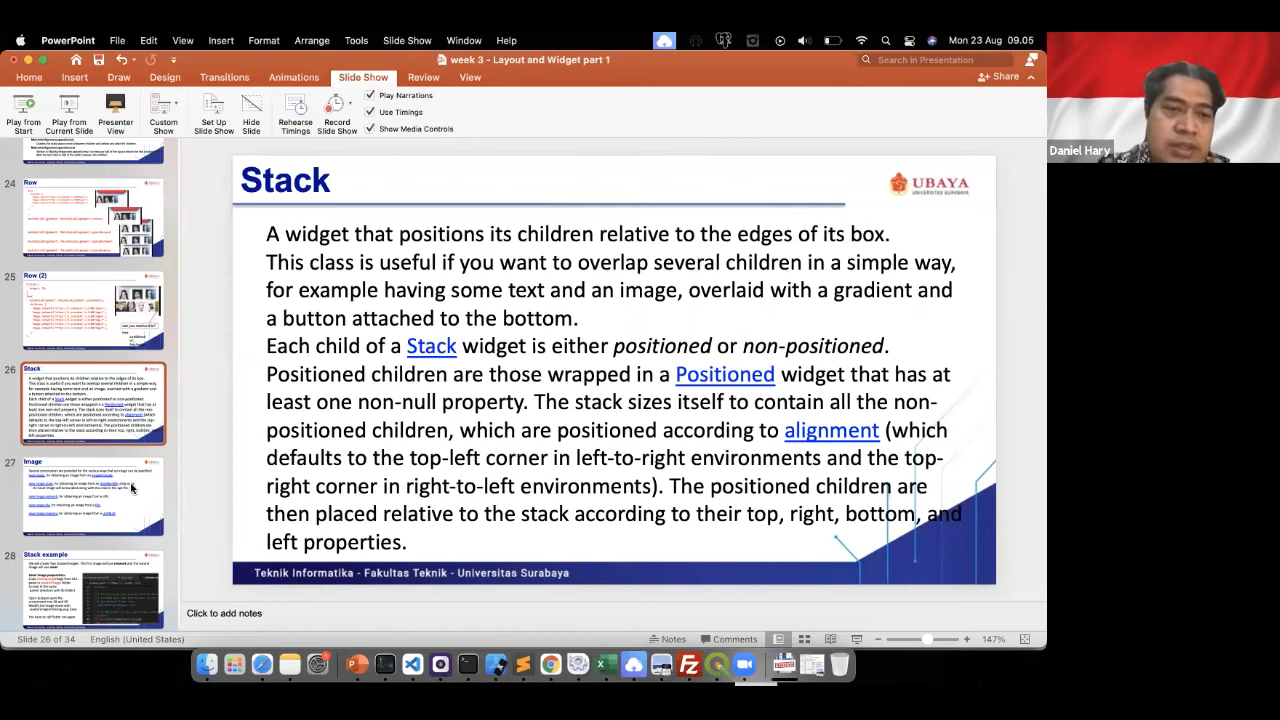 PowerPoint File Edit View Insert Format Arrange Tools Slide Show Window Help Mon 23 Aug 09.05
week 3 - Layout and Widget part 1
Search in Presentation
Home Insert Draw Design Transitions Animations Slide Show Review View
Share
Play from Start
Play from Current Slide
Presenter View
Custom Show
Set Up Slide Show
Hide Slide
Rehearse Timings
Record Slide Show
Play Narrations
Use Timings
Show Media Controls
Daniel Hary
24
Row
25
Row (2)
26
Stack
27
Image
28
Stack example
Stack
UBAYA
UNIVERSITAS SURABAYA
A widget that positions its children relative to the edges of its box.
This class is useful if you want to overlap several children in a simple way,
for example having some text and an image, overlaid with a gradient and
a button attached to the bottom.
Each child of a Stack widget is either positioned or non-positioned.
Positioned children are those wrapped in a Positioned widget that has at
least one non-null property. The stack sizes itself to contain all the non-
positioned children, which are positioned according to alignment (which
defaults to the top-left corner in left-to-right environments and the top-
right corner in right-to-left environments). The positioned children are
then placed relative to the stack according to their top, right, bottom, and
left properties.
Teknik Informatika - Fakultas Teknik - Universitas Surabaya
Click to add notes
Slide 26 of 34 English (United States) Notes Comments 147%